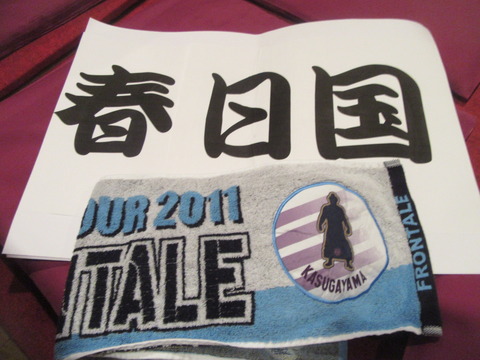 春日国
OUR 2011
NTALE
KASUGAYAMA
FRONTALE